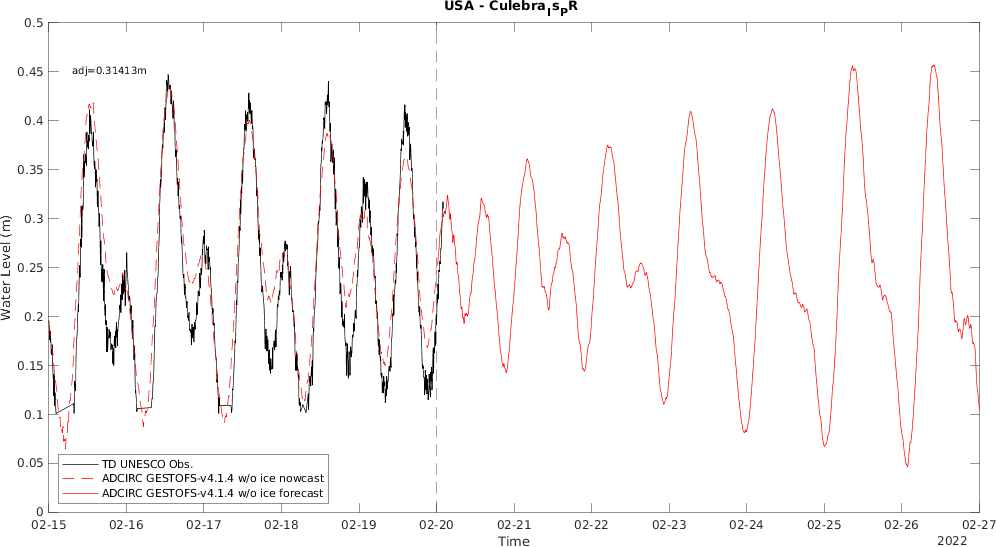 USA - CulebraIsPR
0.5
0.45
0.4
0.35
0.3
0.25
0.2
0.15
0.1
0.05
0
Water Level (m)
adj=0.31413m
TD UNESCO Obs.
ADCIRC GESTOFS-v4.1.4 w/o ice nowcast
ADCIRC GESTOFS-v4.1.4 w/o ice forecast
02-15 02-16 02-17 02-18 02-19 02-20 02-21 02-22 02-23 02-24 02-25 02-26 02-27
Time
2022